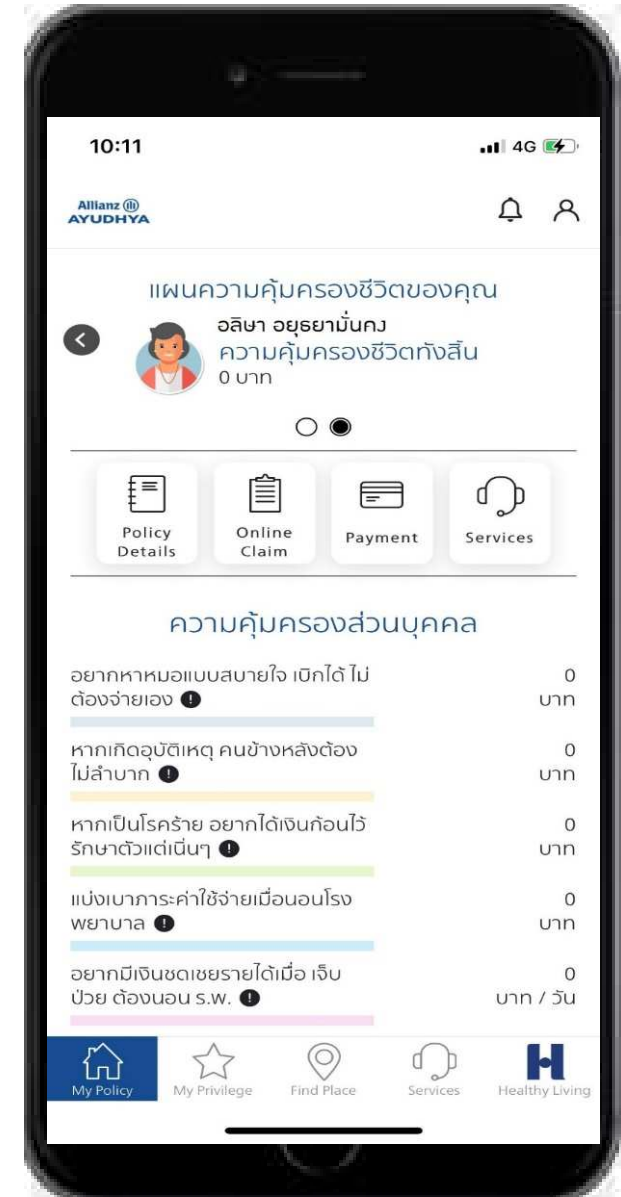 10:11
4G
Allianz
AYUDHYA
แผนความคุ้มครองชีวิตของคุณ
อลิษา อยุธยามั่นคง
ความคุ้มครองชีวิตทังสิ้น
0 บาท
Policy
Details
Online
Claim
Payment
Services
ความคุ้มครองส่วนบุคคล
อยากหาหมอแบบสบายใจ เบิกได้ ไม่
ต้องจ่ายเอง
0
บาท
หากเกิดอุบัติเหตุ คนข้างหลังต้อง
ไม่ลำบาก
0
บาท
หากเป็นโรคร้าย อยากได้เงินก้อนไว้
รักษาตัวแต่เนิ่นๆ
0
บาท
แบ่งเบาภาระค่าใช้จ่ายเมื่อนอนโรง
พยาบาล
0
บาท
อยากมีเงินชดเชยรายได้เมื่อ เจ็บ
ป่วย ต้องนอน ร.พ.
0
บาท / วัน
My Policy
My Privilege
Find Place
Services
Healthy Living